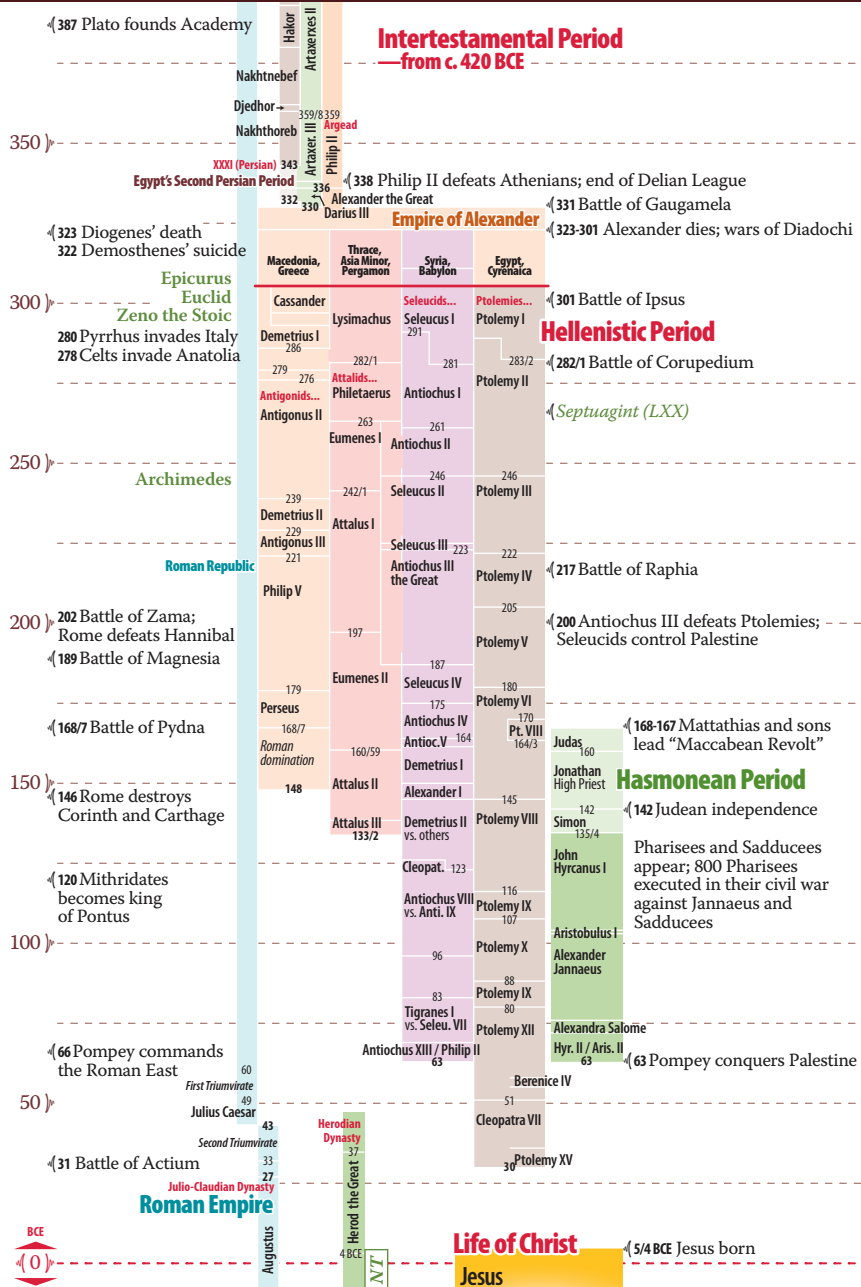 387 Plato founds Academy
Hakor
Artaxerxes II
Intertestamental Period
—from c. 420 BCE
Nakhtnebef
Djedhor
359/8 359
Nakhthoreb
Artaxer. III
Argead
Philip II
350
XXXI (Persian) 343
Egypt's Second Persian Period
336
338 Philip II defeats Athenians; end of Delian League
332
330
Alexander the Great
Darius III
331 Battle of Gaugamela
Empire of Alexander
323 Diogenes' death
322 Demosthenes' suicide
323-301 Alexander dies; wars of Diadochi
Macedonia,
Greece
Thrace,
Asia Minor,
Pergamon
Syria,
Babylon
Egypt,
Cyrenaica
Epicurus
Euclid
Zeno the Stoic
300
Cassander
Lysimachus
Seleucids...
Seleucus I
291
Ptolemies...
Ptolemy I
301 Battle of Ipsus
Hellenistic Period
280 Pyrrhus invades Italy
278 Celts invade Anatolia
Demetrius I
286
279
276
282/1
281
283/2
282/1 Battle of Corupedium
Antigonids...
Antigonus II
Attalids...
Philetaerus
Antiochus I
Ptolemy II
Septuagint (LXX)
263
Eumenes I
261
Antiochus II
250
Archimedes
246
246
239
242/1
Seleucus II
Ptolemy III
Demetrius II
229
Antigonus III
221
Attalus I
Seleucus III
223
222
Roman Republic
Antiochus III
the Great
Ptolemy IV
217 Battle of Raphia
Philip V
205
200
202 Battle of Zama;
Rome defeats Hannibal
189 Battle of Magnesia
197
Ptolemy V
200 Antiochus III defeats Ptolemies;
Seleucids control Palestine
187
Eumenes II
Seleucus IV
180
179
175
Ptolemy VI
Perseus
168/7 Battle of Pydna
168/7
Antiochus IV
170
Pt. VIII
164/3
168-167 Mattathias and sons
lead "Maccabean Revolt"
Roman
domination
160/59
Antioc.V 164
Judas
160
Demetrius I
Jonathan
High Priest
Hasmonean Period
150
148
Attalus II
Alexander I
145
146 Rome destroys
Corinth and Carthage
142
142 Judean independence
Attalus III
133/2
Demetrius II
vs. others
Ptolemy VIII
Simon
135/4
John
Hyrcanus I
Pharisees and Sadducees
appear; 800 Pharisees
executed in their civil war
against Jannaeus and
Sadducees
Cleopat. 123
120 Mithridates
becomes king
of Pontus
Antiochus VIII
vs. Anti. IX
116
Ptolemy IX
107
100
Aristobulus I
Alexander
Jannaeus
96
Ptolemy X
88
83
Ptolemy IX
80
Tigranes I
vs. Seleu. VII
Ptolemy XII
Alexandra Salome
66 Pompey commands
the Roman East
Antiochus XIII / Philip II
63
Hyr. II / Aris. II
63
63 Pompey conquers Palestine
60
First Triumvirate
49
Berenice IV
50
51
Julius Caesar
43
Cleopatra VII
Second Triumvirate
33
Herodian
Dynasty
37
31 Battle of Actium
27
30
Ptolemy XV
Julio-Claudian Dynasty
Roman Empire
Augustus
Herod the Great
4 BCE
NT
Life of Christ
5/4 BCE Jesus born
BCE
0
Jesus